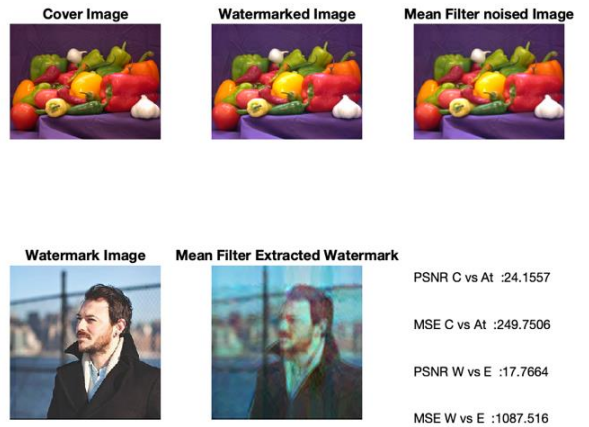 Cover Image
Watermarked Image
Mean Filter noised Image
Watermark Image
Mean Filter Extracted Watermark
PSNR C vs At :24.1557
MSE C vs At :249.7506
PSNR W vs E :17.7664
MSE W vs E :1087.516